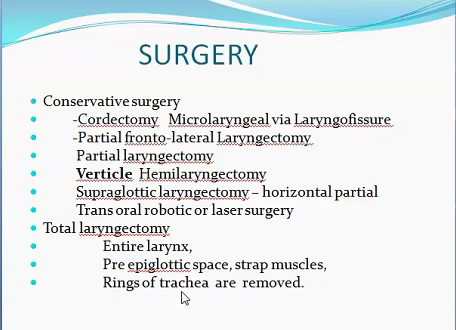 SURGERY
Conservative surgery
-Cordectomy Microlaryngeal via Laryngofissure
-Partial fronto-lateral Laryngectomy
Partial laryngectomy
Verticle Hemilaryngectomy
Supraglottic laryngectomy – horizontal partial
Trans oral robotic or laser surgery
Total laryngectomy
Entire larynx,
Pre epiglottic space, strap muscles,
Rings of trachea are removed.